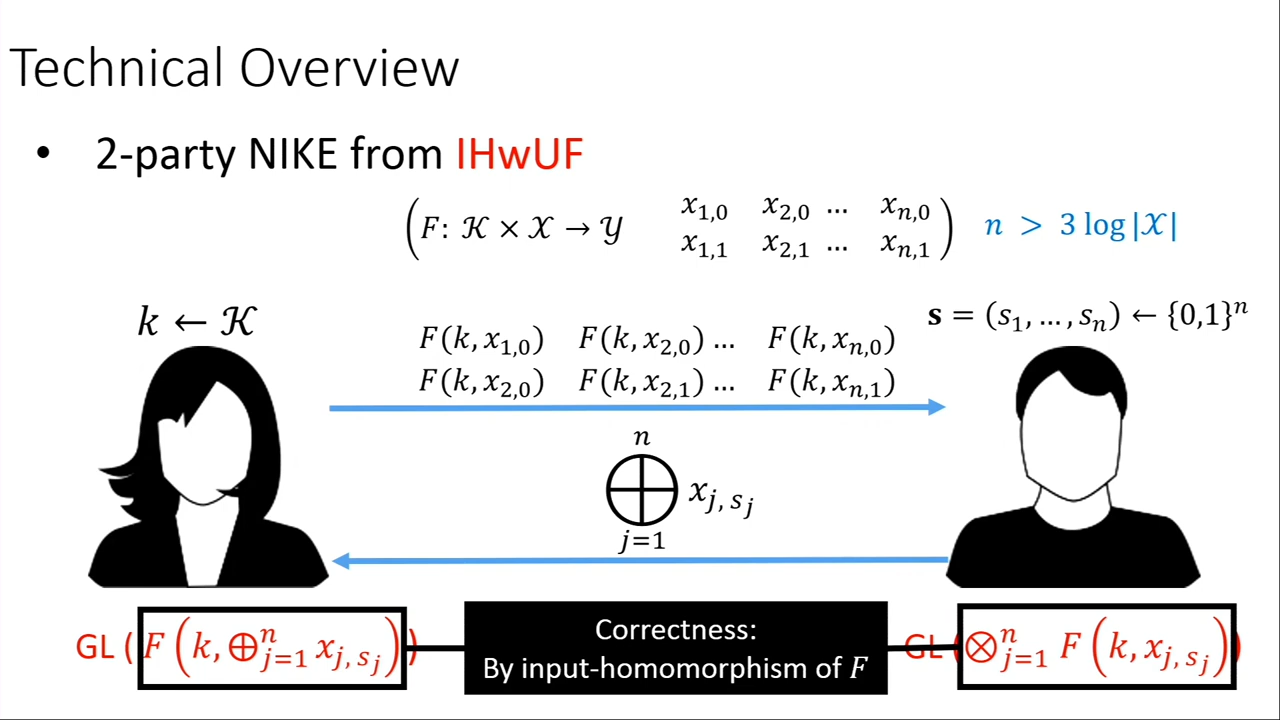 Technical Overview
• 2-party NIKE from IHwUF
(F: 𝒦 × 𝒳 → 𝒴 x_{1,0} x_{2,0} … x_{n,0}
x_{1,1} x_{2,1} … x_{n,1}) n > 3 log|𝒳|
k ← 𝒦
𝐬 = (s_1, …, s_n) ← {0,1}^n
F(k, x_{1,0}) F(k, x_{2,0}) … F(k, x_{n,0})
F(k, x_{2,0}) F(k, x_{2,1}) … F(k, x_{n,1})
⊕_{j=1}^{n} x_{j, s_j}
GL (F(k, ⊕_{j=1}^{n} x_{j, s_j}))
Correctness:
By input-homomorphism of F
GL (⊗_{j=1}^{n} F(k, x_{j, s_j}))